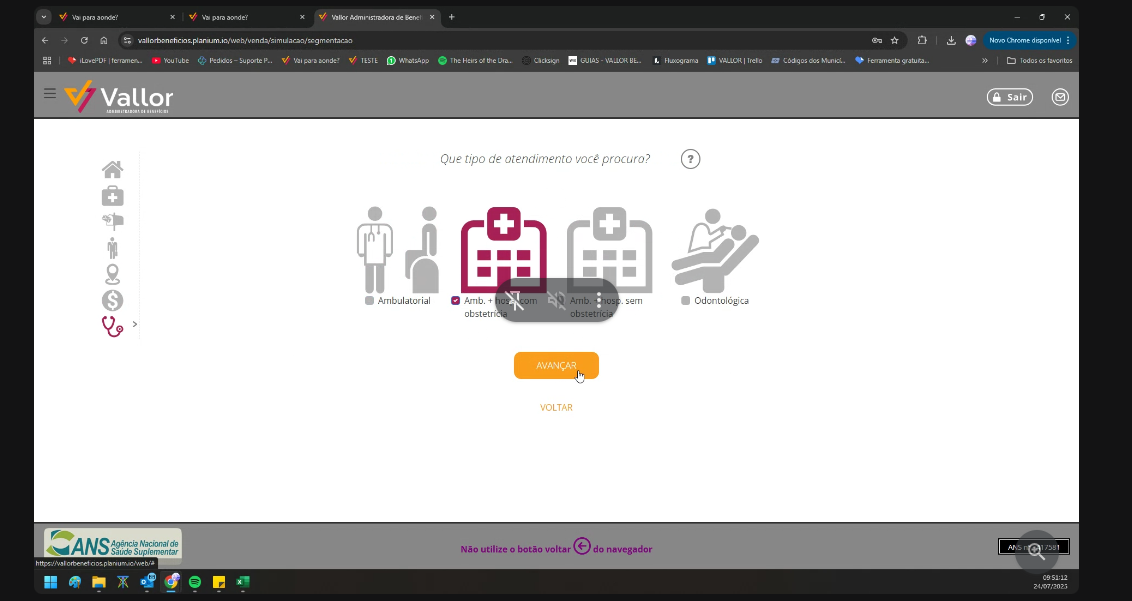 Vai para aonde?
Vai para aonde?
Vallor Administradora de Benef
vallorbeneficios.planium.io/web/venda/simulacao/segmentacao
Novo Chrome disponível
iLovePDF | ferramen...
YouTube
Pedidos – Suporte P...
Vai para aonde?
TESTE
WhatsApp
The Heirs of the Dra...
Clicksign
GUIAS - VALLOR BE...
Fluxograma
VALLOR | Trello
Códigos dos Munici...
Ferramenta gratuita...
Todos os favoritos
Vallor
ADMINISTRADORA DE BENEFÍCIOS
Sair
Que tipo de atendimento você procura?
?
Ambulatorial
Amb. + hosp. com
obstetrícia
Amb. + hosp. sem
obstetrícia
Odontológica
AVANÇAR
VOLTAR
ANS Agência Nacional de
Saúde Suplementar
Não utilize o botão voltar
do navegador
https://vallorbeneficios.planium.io/web/#
09:51:12
24/07/2025